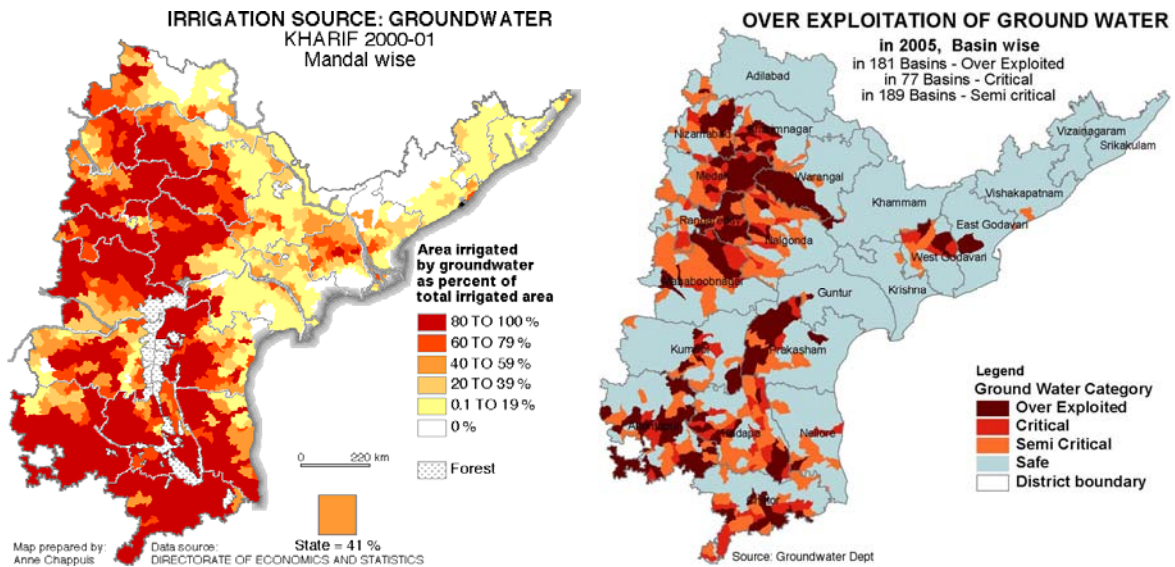 IRRIGATION SOURCE: GROUNDWATER
KHARIF 2000-01
Mandal wise
Area irrigated
by groundwater
as percent of
total irrigated area
80 TO 100 %
60 TO 79 %
40 TO 59 %
20 TO 39 %
0.1 TO 19 %
0 %
Forest
0 220 km
State = 41 %
Map prepared by:
Anne Chappuis
Data source:
DIRECTORATE OF ECONOMICS AND STATISTICS
OVER EXPLOITATION OF GROUND WATER
in 2005, Basin wise
in 181 Basins - Over Exploited
in 77 Basins - Critical
in 189 Basins - Semi critical
Adilabad
Nizamabad
Karimnagar
Vizainagaram
Srikakulam
Medak
Warangal
Vishakapatnam
Khammam
East Godavari
Nalgonda
West Godavari
Mahaboobnagar
Krishna
Guntur
Kurnool
Prakasham
Nellore
Legend
Ground Water Category
Over Exploited
Critical
Semi Critical
Safe
District boundary
Source: Groundwater Dept